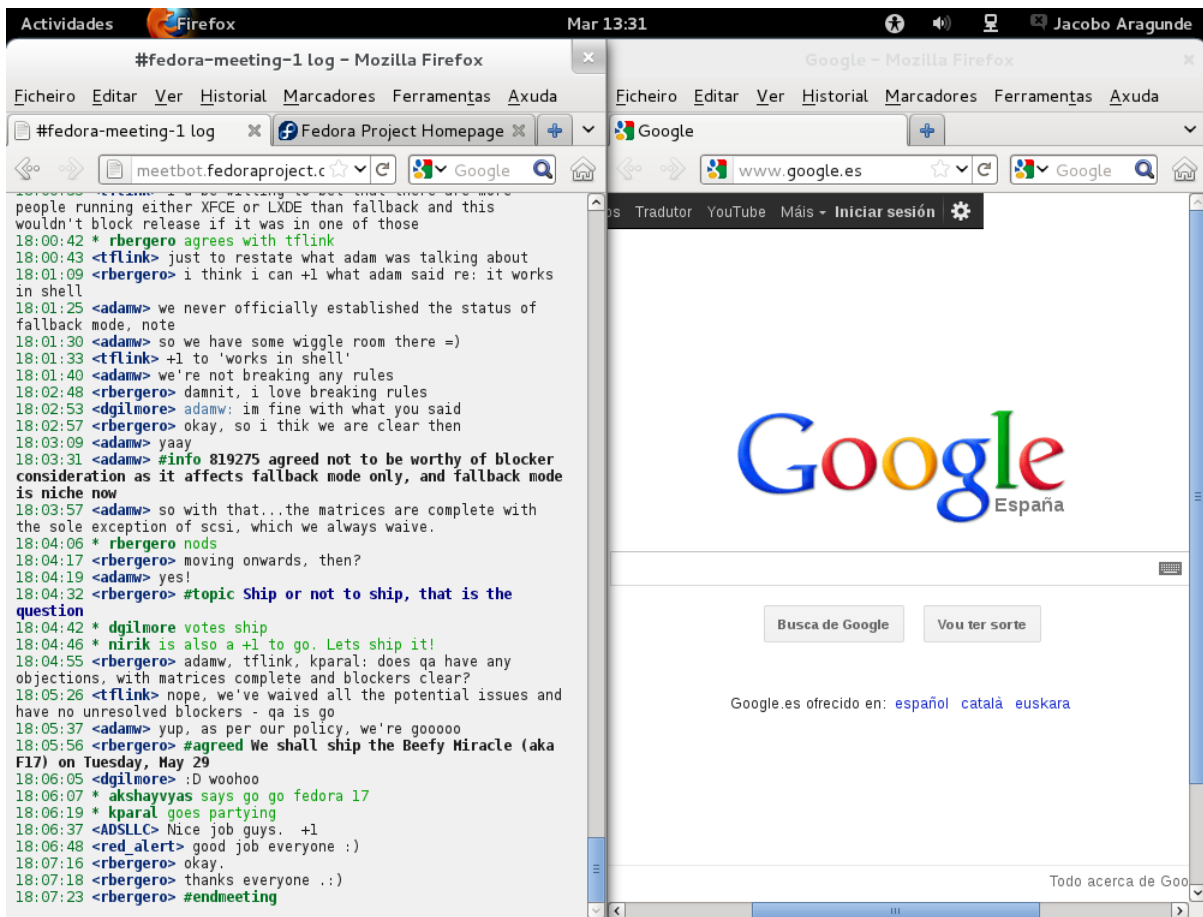 Actividades Firefox Mar 13:31 Jacobo Aragunde
#fedora-meeting-1 log - Mozilla Firefox
Ficheiro Editar Ver Historial Marcadores Ferramentas Axuda
#fedora-meeting-1 log Fedora Project Homepage
meetbot.fedoraproject.c Google
people running either XFCE or LXDE than fallback and this
wouldn't block release if it was in one of those
18:00:42 * rbergero agrees with tflink
18:00:43 <tflink> just to restate what adam was talking about
18:01:09 <rbergero> i think i can +1 what adam said re: it works
in shell
18:01:25 <adamw> we never officially established the status of
fallback mode, note
18:01:30 <adamw> so we have some wiggle room there =)
18:01:33 <tflink> +1 to 'works in shell'
18:01:40 <adamw> we're not breaking any rules
18:02:48 <rbergero> damnit, i love breaking rules
18:02:53 <dgilmore> adamw: im fine with what you said
18:02:57 <rbergero> okay, so i thik we are clear then
18:03:09 <adamw> yaay
18:03:31 <adamw> #info 819275 agreed not to be worthy of blocker
consideration as it affects fallback mode only, and fallback mode
is niche now
18:03:57 <adamw> so with that...the matrices are complete with
the sole exception of scsi, which we always waive.
18:04:06 * rbergero nods
18:04:17 <rbergero> moving onwards, then?
18:04:19 <adamw> yes!
18:04:32 <rbergero> #topic Ship or not to ship, that is the
question
18:04:42 * dgilmore votes ship
18:04:46 * nirik is also a +1 to go. Lets ship it!
18:04:55 <rbergero> adamw, tflink, kparal: does qa have any
objections, with matrices complete and blockers clear?
18:05:26 <tflink> nope, we've waived all the potential issues and
have no unresolved blockers - qa is go
18:05:37 <adamw> yup, as per our policy, we're gooooo
18:05:56 <rbergero> #agreed We shall ship the Beefy Miracle (aka
F17) on Tuesday, May 29
18:06:05 <dgilmore> :D woohoo
18:06:07 * akshayvyas says go go fedora 17
18:06:19 * kparal goes partying
18:06:37 <ADSLLC> Nice job guys.  +1
18:06:48 <red_alert> good job everyone :)
18:07:16 <rbergero> okay.
18:07:18 <rbergero> thanks everyone .:)
18:07:23 <rbergero> #endmeeting
Google - Mozilla Firefox
Ficheiro Editar Ver Historial Marcadores Ferramentas Axuda
Google
www.google.es Google
os Tradutor YouTube Máis Iniciar sesión
Google
España
Busca de Google Vou ter sorte
Google.es ofrecido en: español català euskara
Todo acerca de Goo